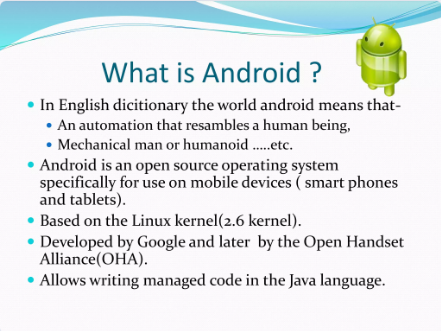 What is Android ?
In English dicitionary the world android means that-
An automation that resambles a human being,
Mechanical man or humanoid .....etc.
Android is an open source operating system
specifically for use on mobile devices ( smart phones
and tablets).
Based on the Linux kernel(2.6 kernel).
Developed by Google and later by the Open Handset
Alliance(OHA).
Allows writing managed code in the Java language.